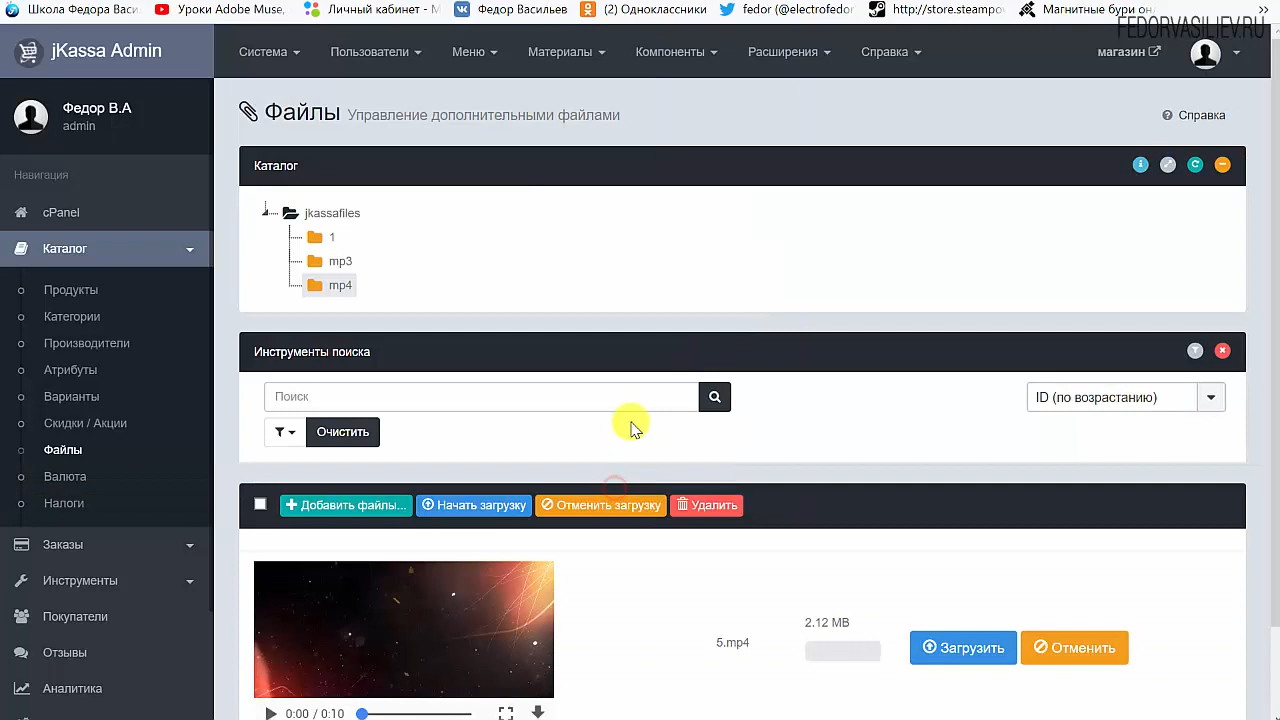 Школа Федора Васи
Уроки Adobe Muse,
Личный кабинет - М
Федор Васильев
(2) Одноклассники
fedor (@electrofedor
http://store.steampov
Магнитные бури он
FEDORVASILIEV.RU
jKassa Admin
Система
Пользователи
Меню
Материалы
Компоненты
Расширения
Справка
магазин
Федор В.А
admin
Навигация
cPanel
Каталог
Продукты
Категории
Производители
Атрибуты
Варианты
Скидки / Акции
Файлы
Валюта
Налоги
Заказы
Инструменты
Покупатели
Отзывы
Аналитика
Файлы Управление дополнительными файлами
Справка
Каталог
jkassafiles
1
mp3
mp4
Инструменты поиска
Поиск
ID (по возрастанию)
Очистить
Добавить файлы...
Начать загрузку
Отменить загрузку
Удалить
5.mp4
2.12 MB
Загрузить
Отменить
0:00 / 0:10